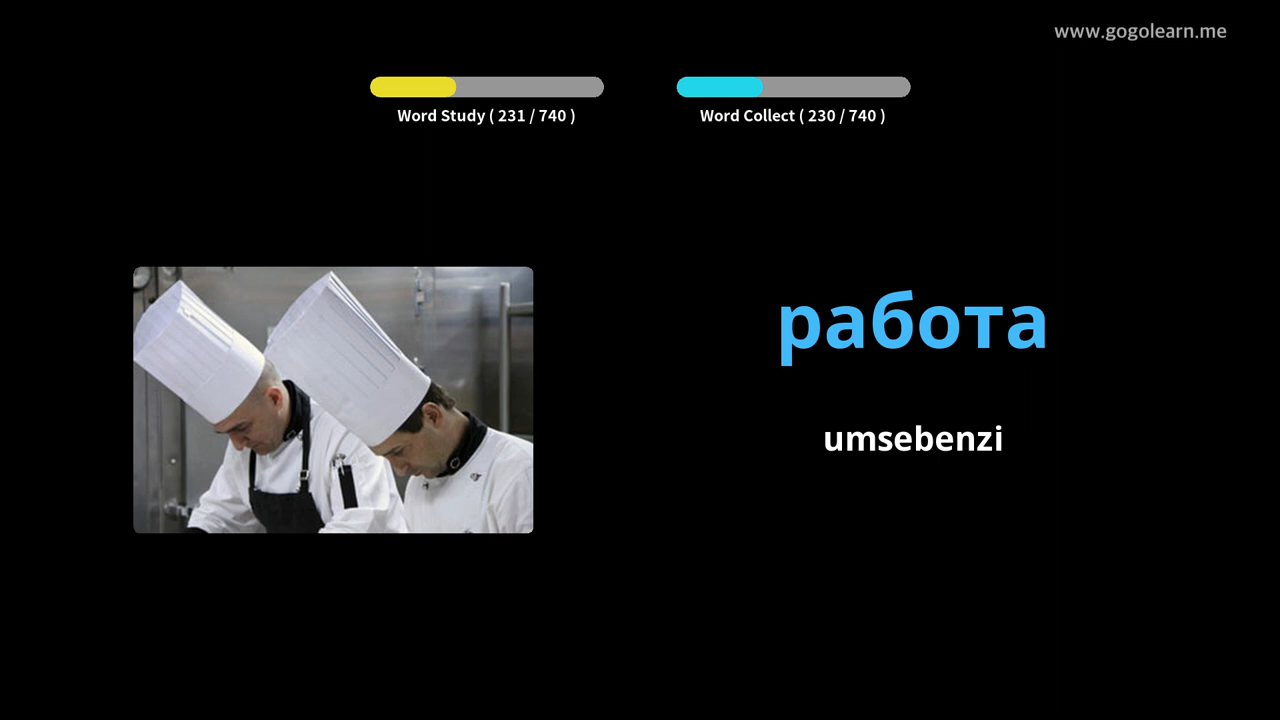 www.gogolearn.me
Word Study ( 231 / 740 )
Word Collect ( 230 / 740 )
работа
umsebenzi